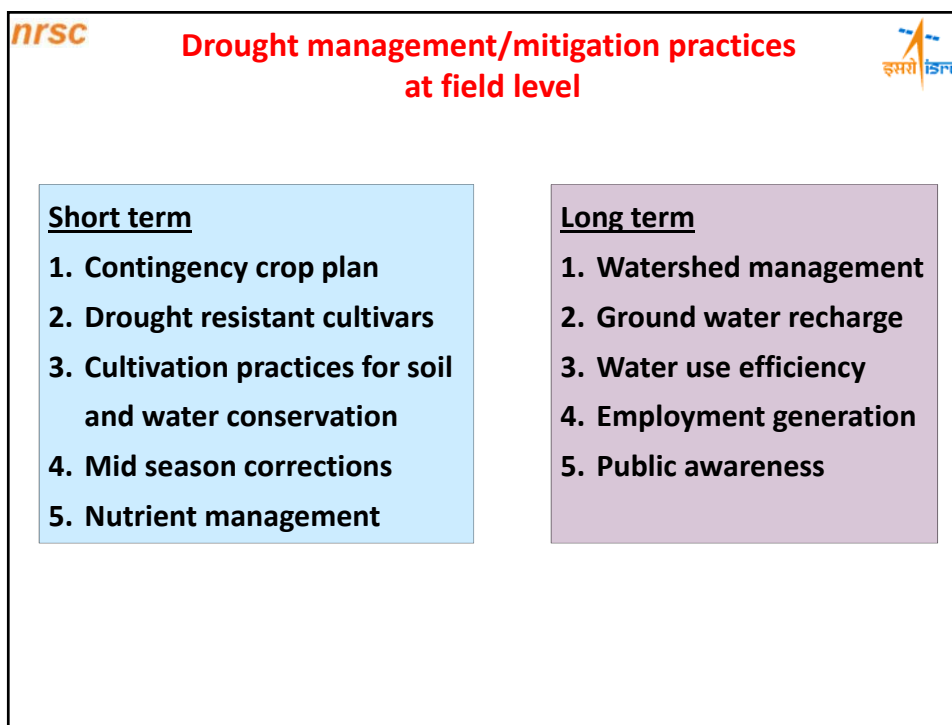 nrsc
Drought management/mitigation practices
at field level
इसरो isro
Short term
1. Contingency crop plan
2. Drought resistant cultivars
3. Cultivation practices for soil
and water conservation
4. Mid season corrections
5. Nutrient management
Long term
1. Watershed management
2. Ground water recharge
3. Water use efficiency
4. Employment generation
5. Public awareness